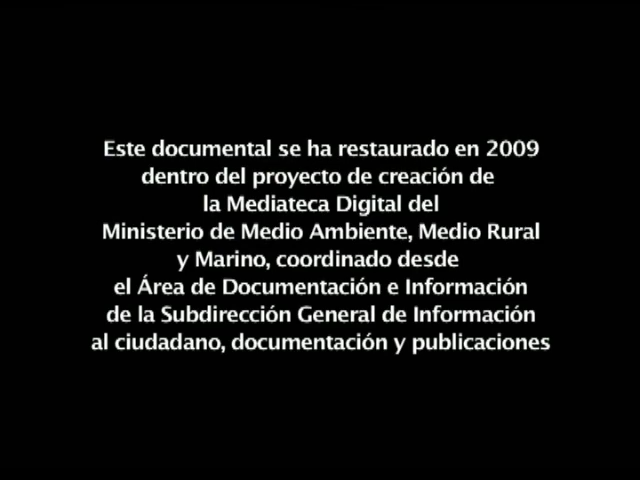 Este documental se ha restaurado en 2009
dentro del proyecto de creación de
la Mediateca Digital del
Ministerio de Medio Ambiente, Medio Rural
y Marino, coordinado desde
el Área de Documentación e Información
de la Subdirección General de Información
al ciudadano, documentación y publicaciones